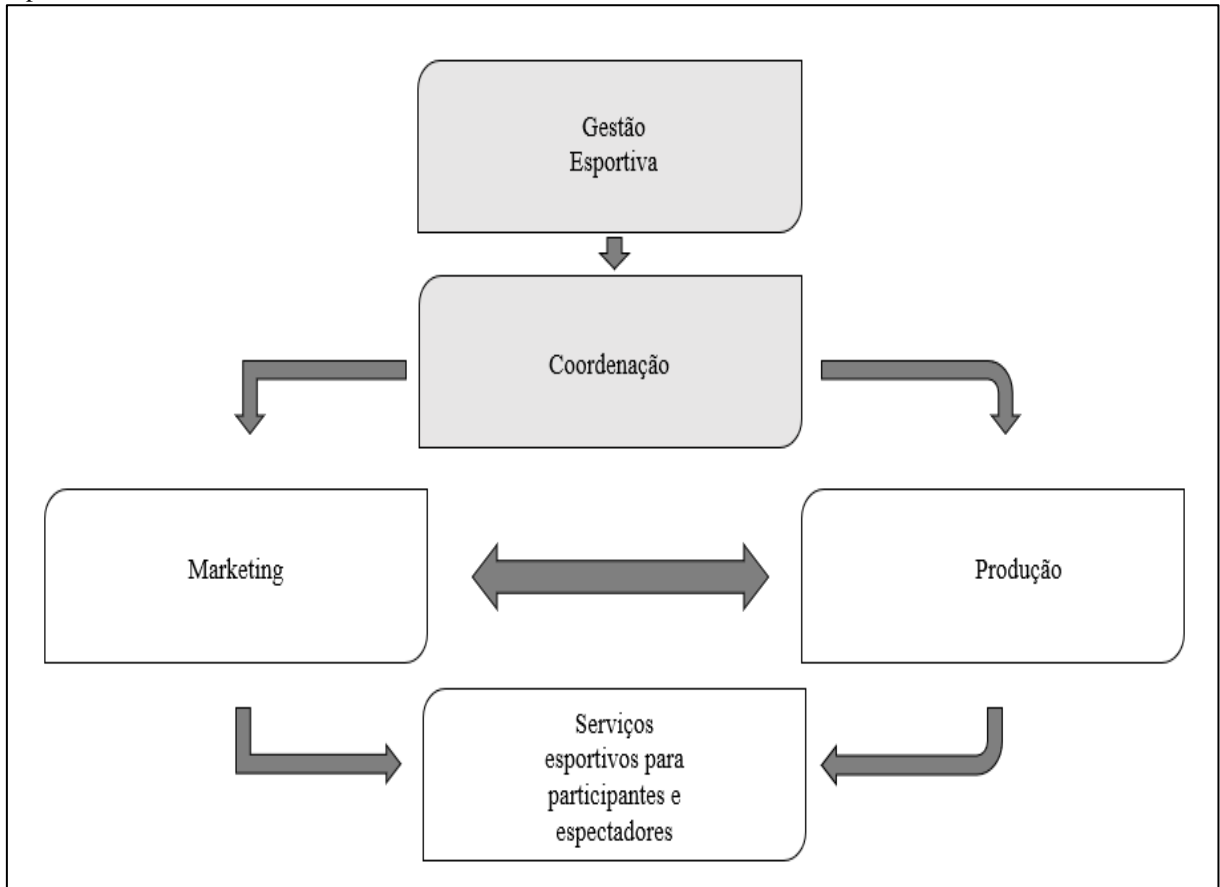 Gestão
Esportiva
Coordenação
Marketing
Produção
Serviços
esportivos para
participantes e
espectadores